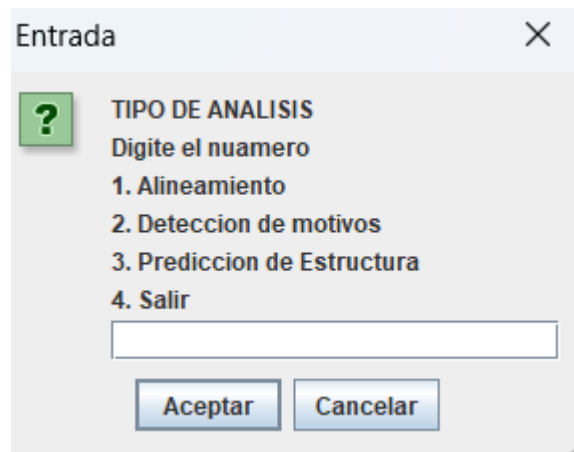 Entrada
TIPO DE ANALISIS
Digite el nuamero
1. Alineamiento
2. Deteccion de motivos
3. Prediccion de Estructura
4. Salir
Aceptar Cancelar